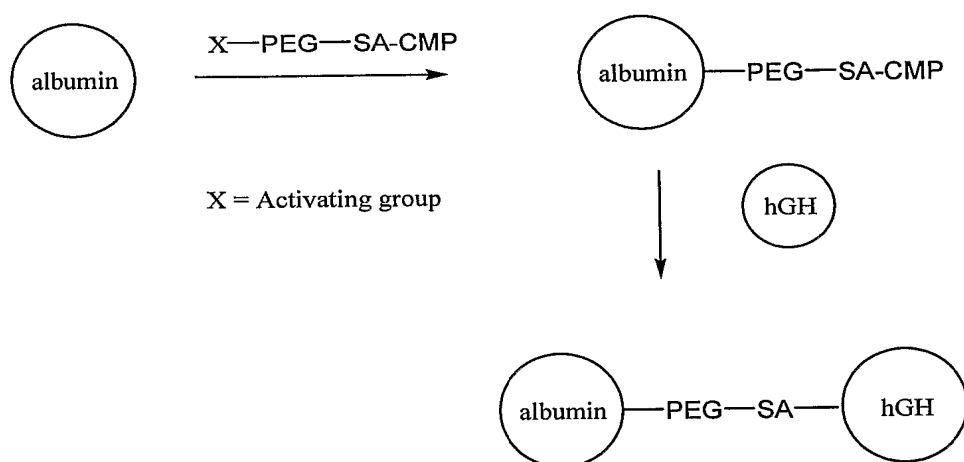 X—PEG—SA-CMP
albumin
albumin—PEG—SA-CMP
X = Activating group
hGH
albumin—PEG—SA—hGH